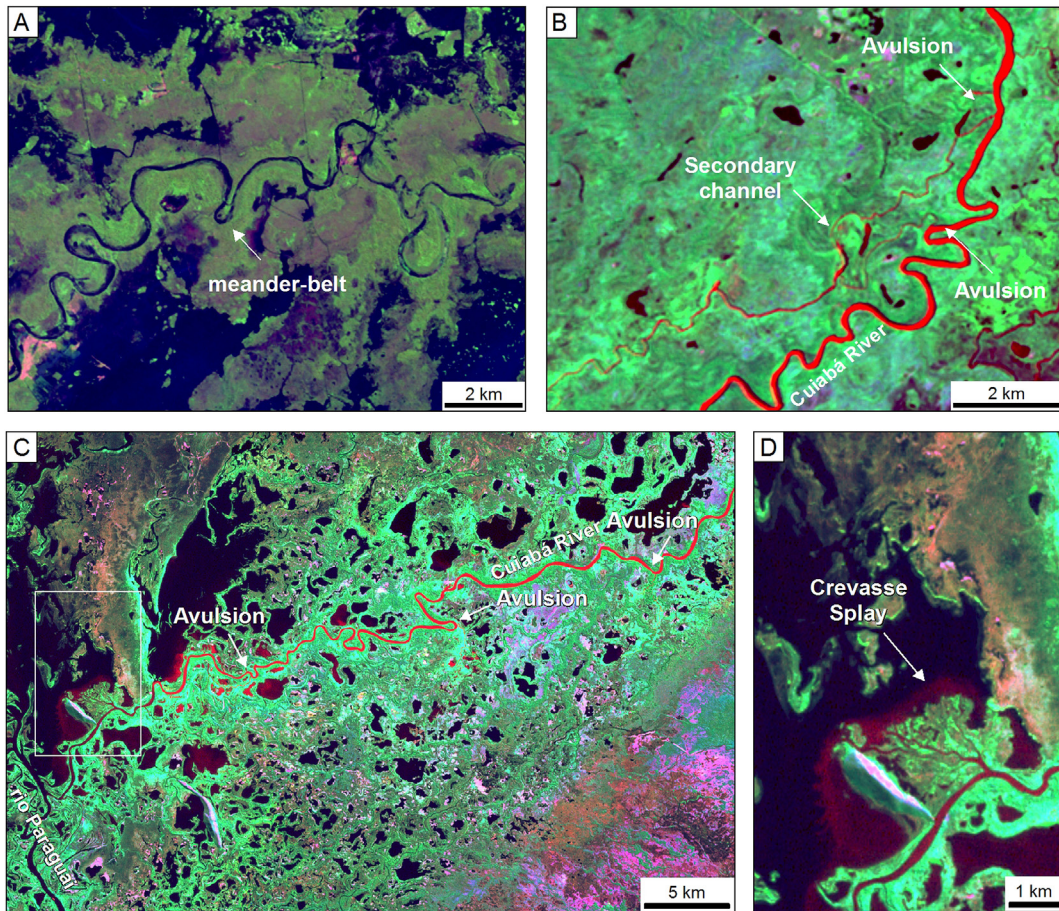 A
meander-belt
2 km
B
Avulsion
Secondary
channel
Avulsion
Cuiabá River
2 km
C
Cuiabá River
Avulsion
Avulsion
Avulsion
rio Paraguai
5 km
D
Crevasse
Splay
1 km